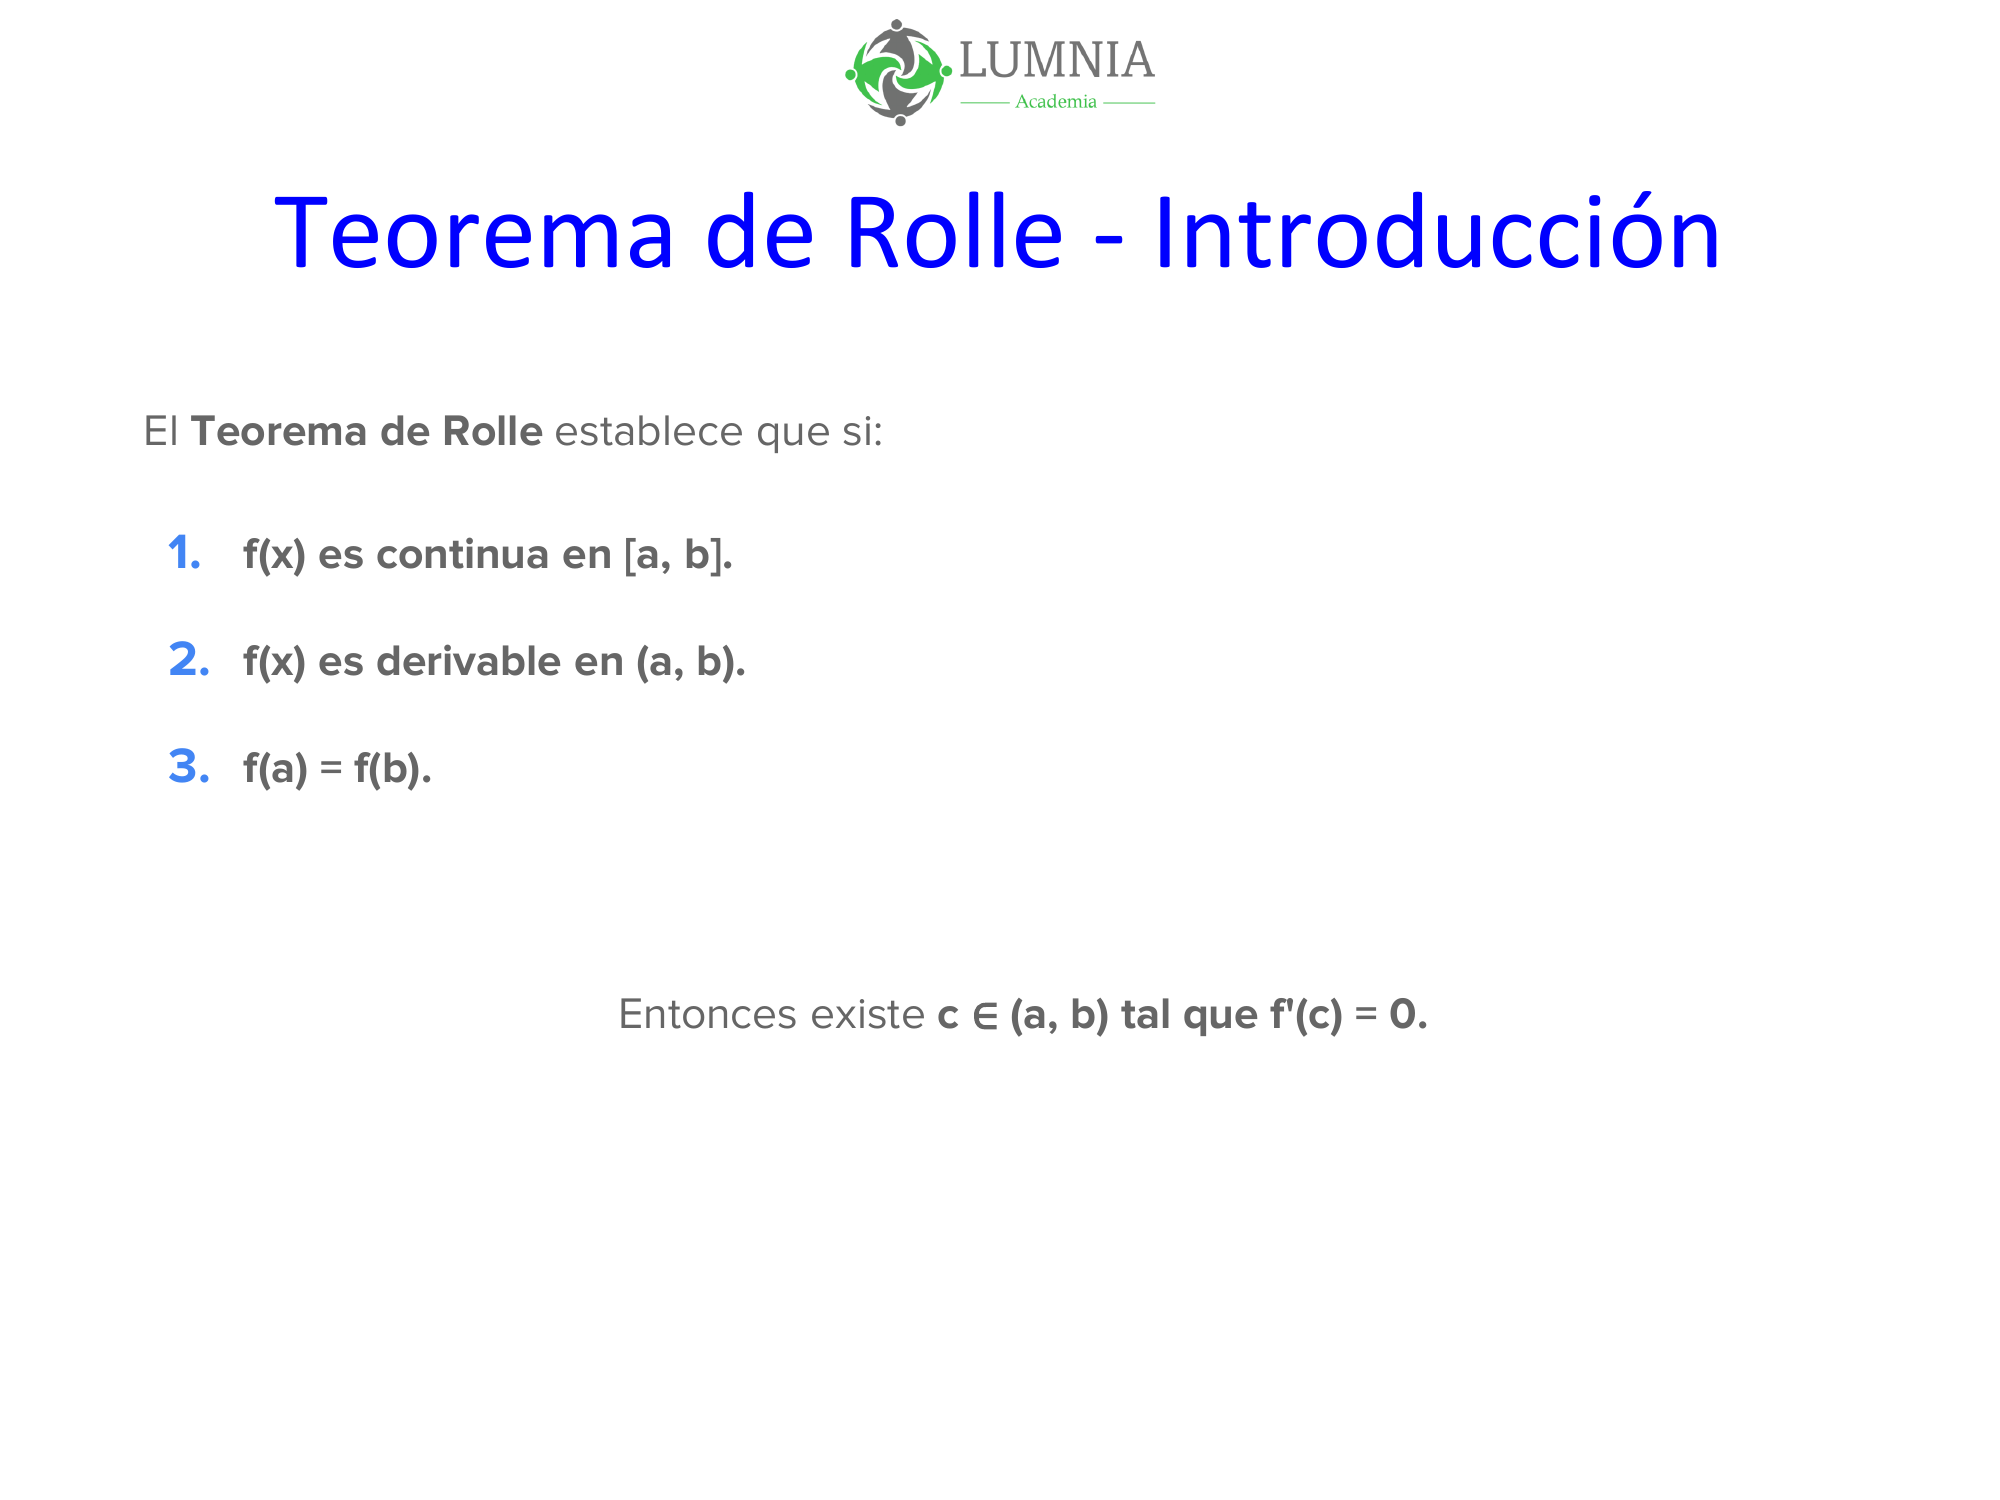 LUMNIA
Academia
Teorema de Rolle - Introducción
El Teorema de Rolle establece que si:
1. f(x) es continua en [a, b].
2. f(x) es derivable en (a, b).
3. f(a) = f(b).
Entonces existe c ∈ (a, b) tal que f'(c) = 0.